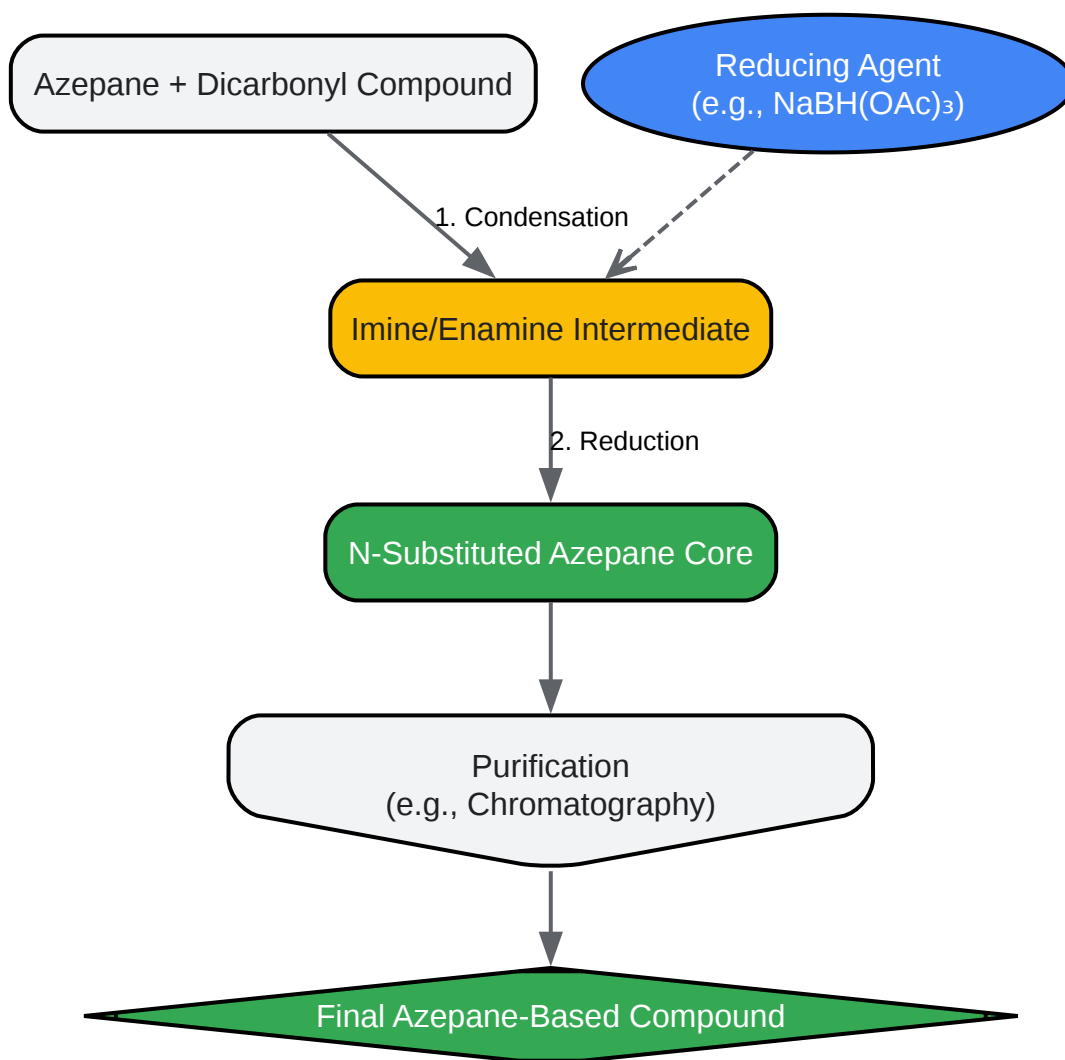 Azepane + Dicarbonyl Compound
Reducing Agent
(e.g., NaBH(OAc)₃)
1. Condensation
Imine/Enamine Intermediate
2. Reduction
N-Substituted Azepane Core
Purification
(e.g., Chromatography)
Final Azepane-Based Compound